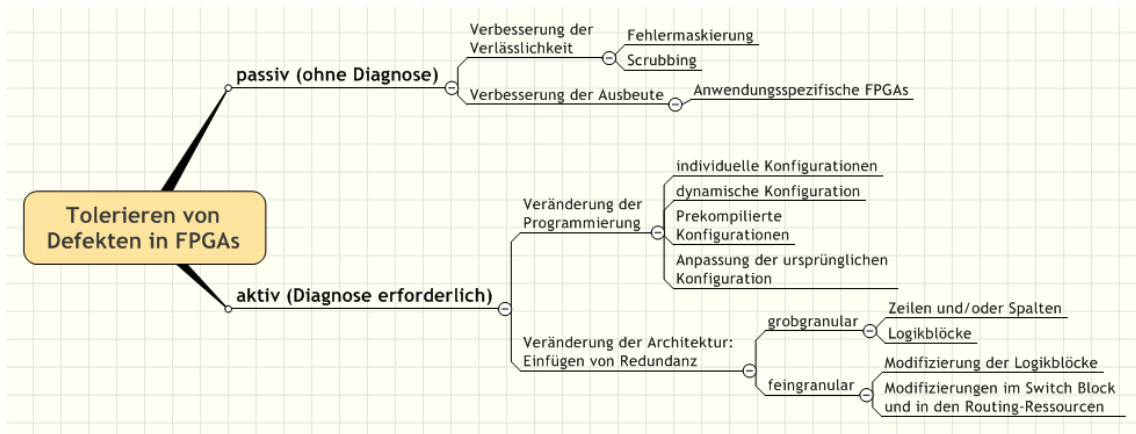 Tolerieren von
Defekten in FPGAs
passiv (ohne Diagnose)
Verbesserung der
Verlässlichkeit
Fehlermaskierung
Scrubbing
Verbesserung der Ausbeute
Anwendungsspezifische FPGAs
aktiv (Diagnose erforderlich)
Veränderung der
Programmierung
individuelle Konfigurationen
dynamische Konfiguration
Prekompilierte
Konfigurationen
Anpassung der ursprünglichen
Konfiguration
Veränderung der Architektur:
Einfügen von Redundanz
grobgranular
Zeilen und/oder Spalten
Logikblöcke
feingranular
Modifizierung der Logikblöcke
Modifizierungen im Switch Block
und in den Routing-Ressourcen